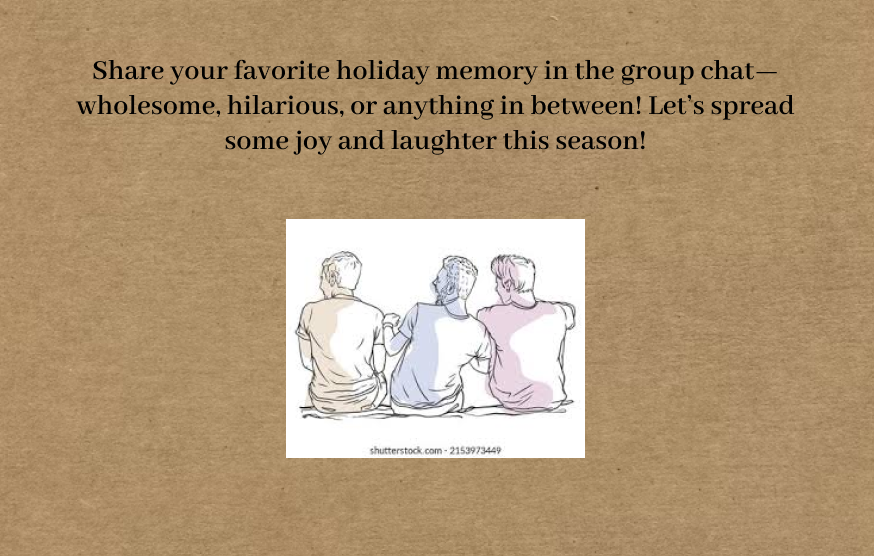 Share your favorite holiday memory in the group chat—
wholesome, hilarious, or anything in between! Let’s spread
some joy and laughter this season!
shutterstock.com · 2153973449